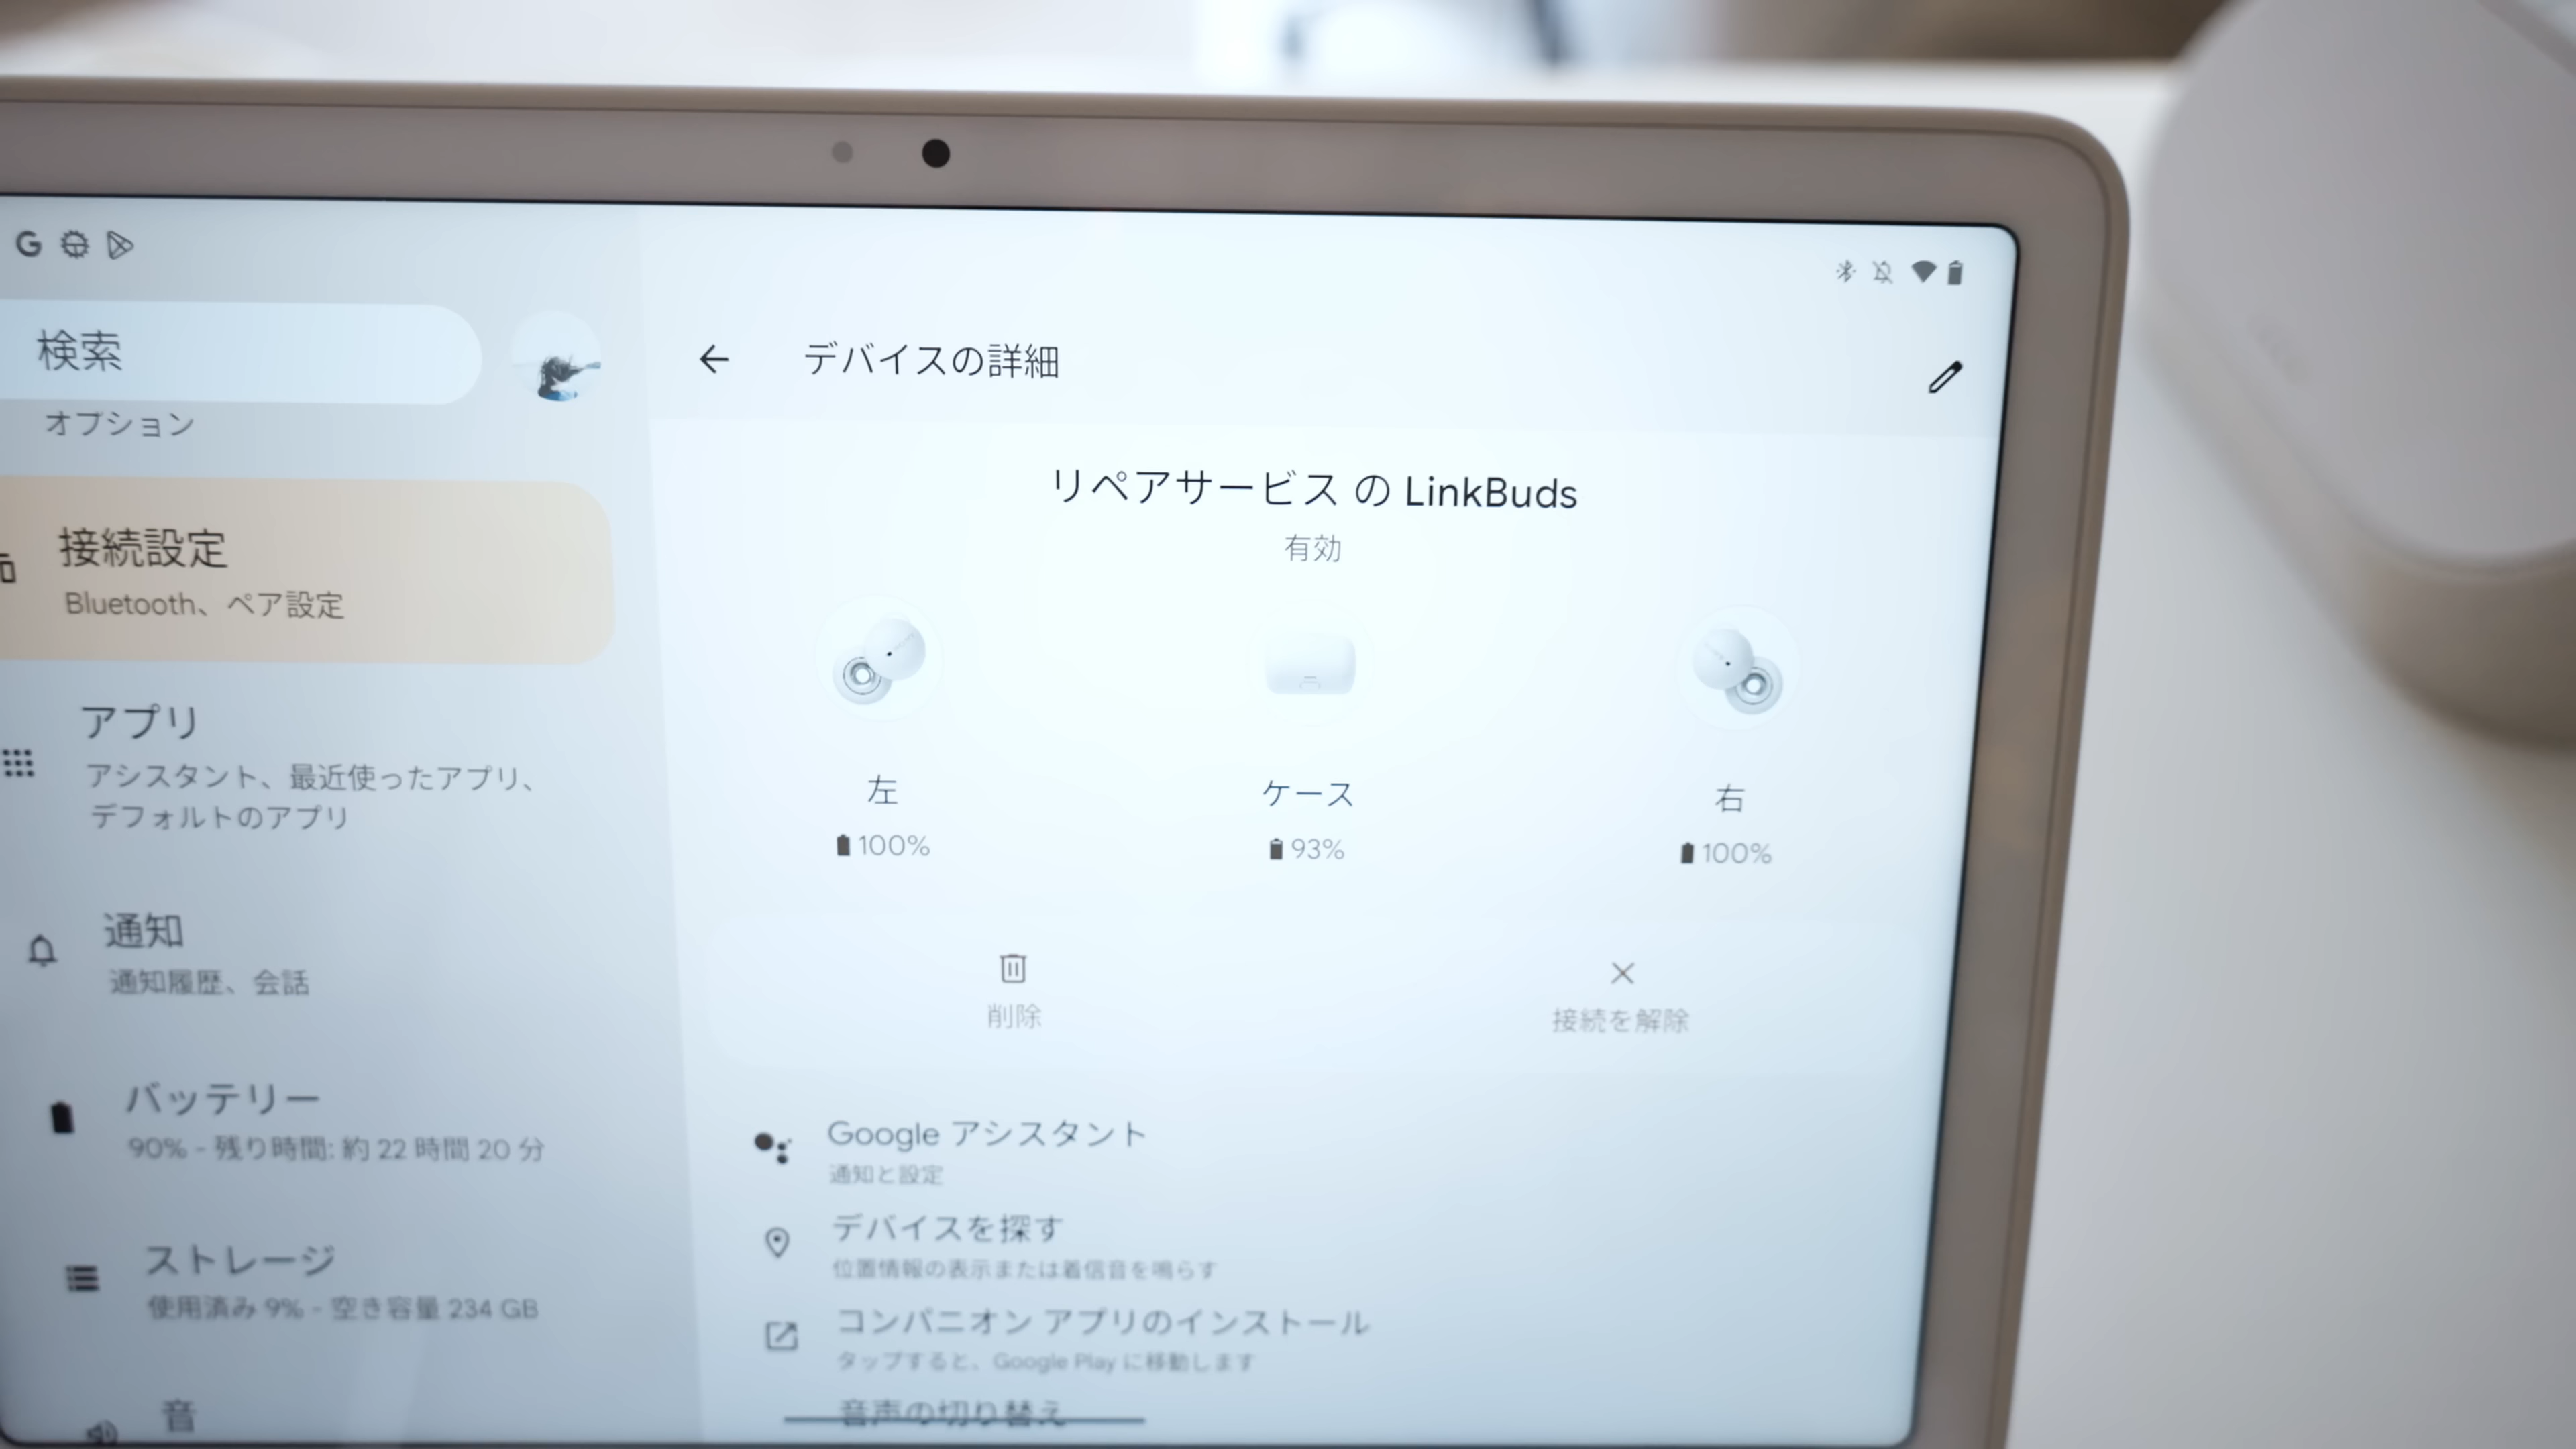 検索
オプション
接続設定
Bluetooth、ペア設定
アプリ
アシスタント、最近使ったアプリ、
デフォルトのアプリ
通知
通知履歴、会話
バッテリー
90% - 残り時間: 約 22 時間 20 分
ストレージ
使用済み 9% - 空き容量 234 GB
音
デバイスの詳細
リペアサービス の LinkBuds
有効
左
100%
ケース
93%
右
100%
削除
接続を解除
Google アシスタント
通知と設定
デバイスを探す
位置情報の表示または着信音を鳴らす
コンパニオン アプリのインストール
タップすると、Google Play に移動します
音声の切り替え